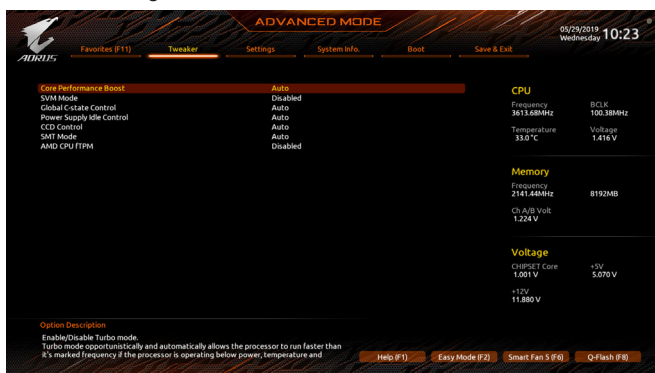 ADVANCED MODE
05/29/2019
Wednesday
10:23
AORUS
Favorites (F11) Tweaker Settings System Info. Boot Save & Exit
Core Performance Boost Auto
SVM Mode Disabled
Global C-state Control Auto
Power Supply Idle Control Auto
CCD Control Auto
SMT Mode Auto
AMD CPU fTPM Disabled
CPU
Frequency BCLK
3613.68MHz 100.38MHz
Temperature Voltage
33.0 °C 1.416 V
Memory
Frequency
2141.44MHz 8192MB
Ch A/B Volt
1.224 V
Voltage
CHIPSET Core +5V
1.001 V 5.070 V
+12V
11.880 V
Option Description
Enable/Disable Turbo mode.
Turbo mode opportunistically and automatically allows the processor to run faster than
it's marked frequency if the processor is operating below power, temperature and
Help (F1) Easy Mode (F2) Smart Fan 5 (F6) Q-Flash (F8)